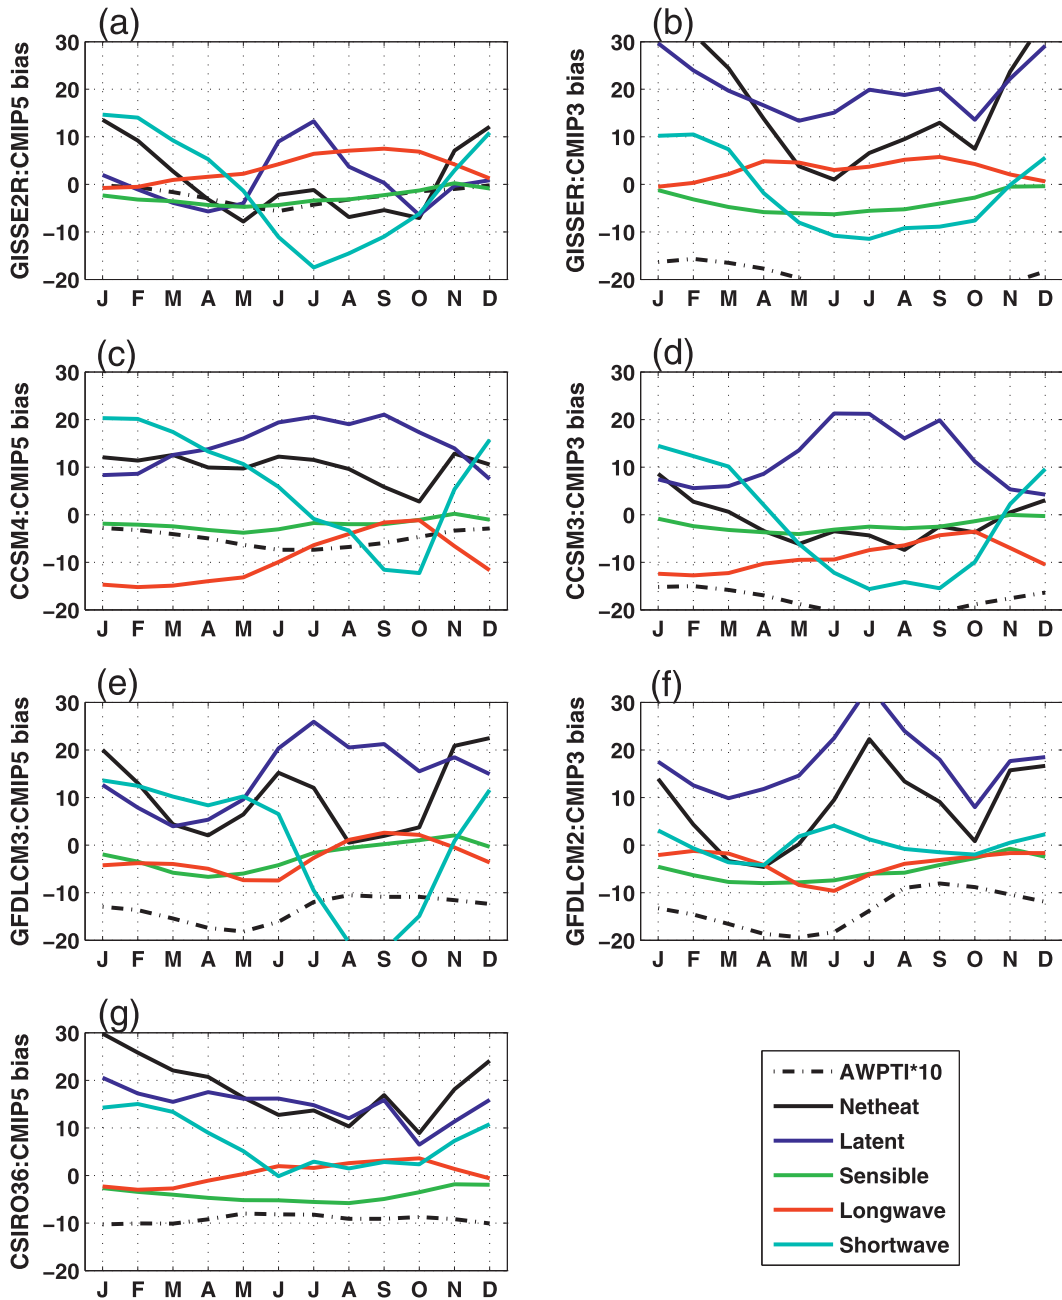 (a)
GISSE2R:CMIP5 bias
30
20
10
0
−10
−20
J F M A M J J A S O N D
(b)
GISSER:CMIP3 bias
30
20
10
0
−10
−20
J F M A M J J A S O N D
(c)
CCSM4:CMIP5 bias
30
20
10
0
−10
−20
J F M A M J J A S O N D
(d)
CCSM3:CMIP3 bias
30
20
10
0
−10
−20
J F M A M J J A S O N D
(e)
GFDLCM3:CMIP5 bias
30
20
10
0
−10
−20
J F M A M J J A S O N D
(f)
GFDLCM2:CMIP3 bias
30
20
10
0
−10
−20
J F M A M J J A S O N D
(g)
CSIRO36:CMIP5 bias
30
20
10
0
−10
−20
J F M A M J J A S O N D
AWPTI*10
Netheat
Latent
Sensible
Longwave
Shortwave